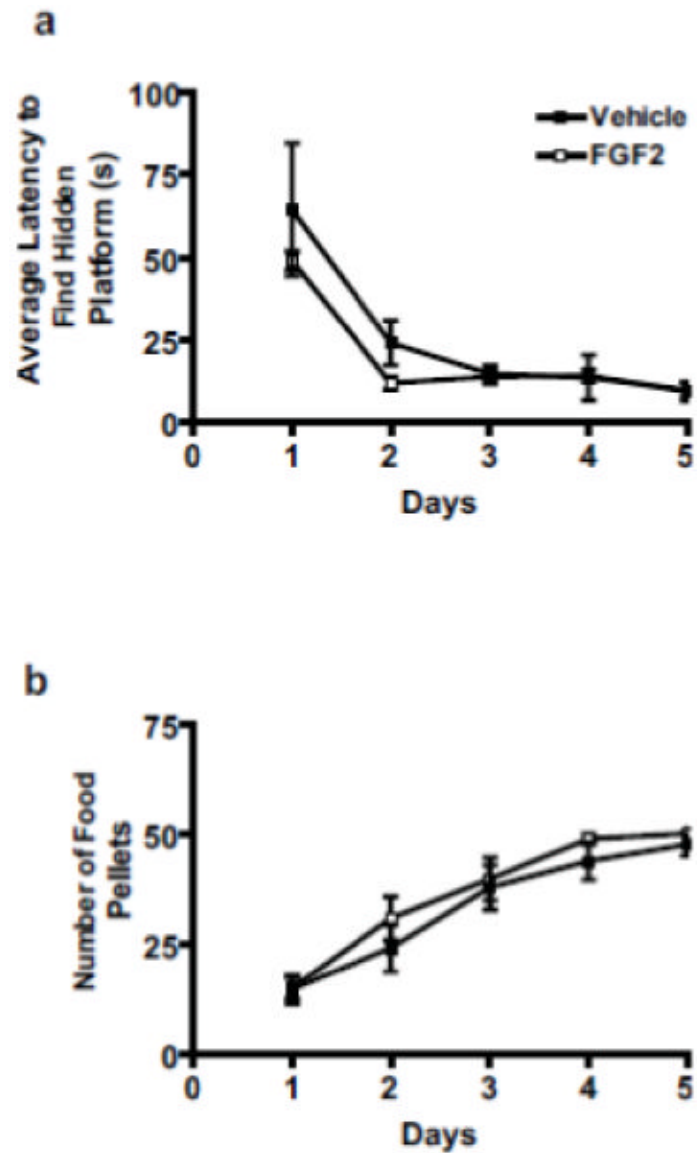 a
Average Latency to
Find Hidden
Platform (s)
100
75
50
25
0
Vehicle
FGF2
0 1 2 3 4 5
Days
b
Number of Food
Pellets
75
50
25
0
0 1 2 3 4 5
Days